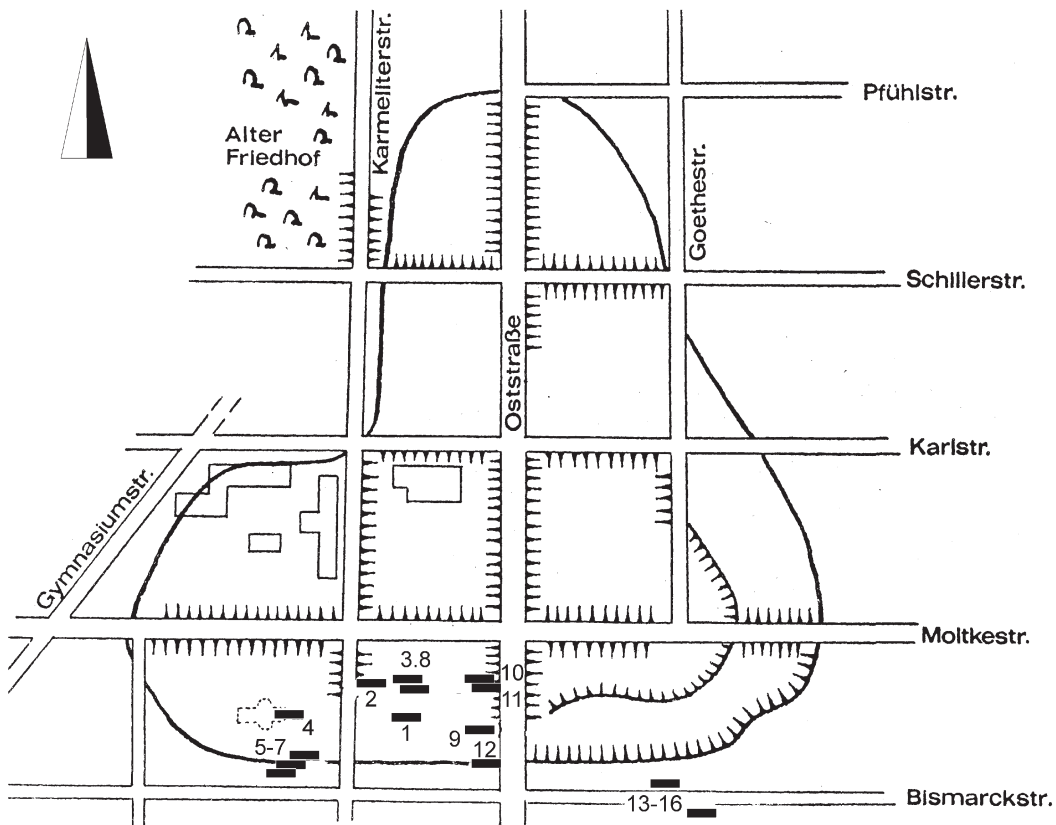 Karmeliterstr.
Pfühlstr.
Alter
Friedhof
Goethestr.
Schillerstr.
Oststraße
Karlstr.
Gymnasiumstr.
Moltkestr.
3.8
10
2
11
1
4
9
5-7
12
13-16
Bismarckstr.